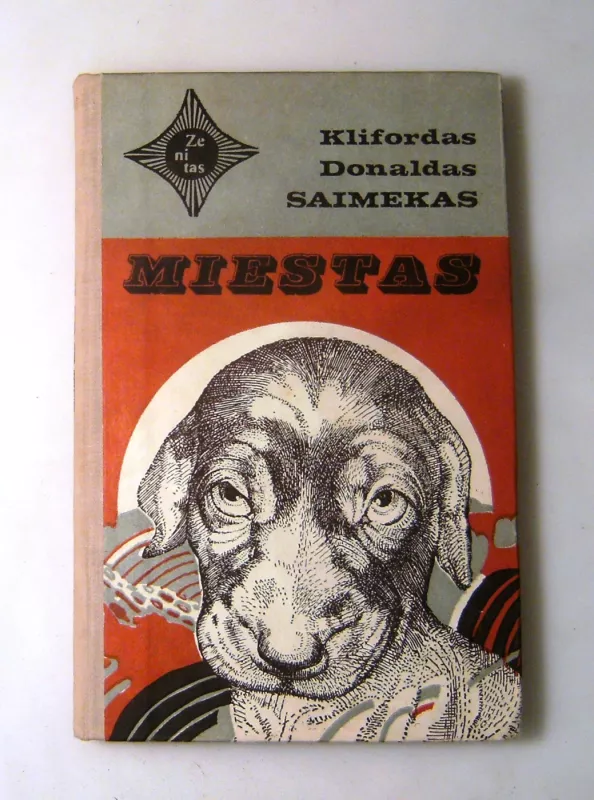 Ze
ni
tas
Klifordas
Donaldas
SAIMEKAS
MIESTAS